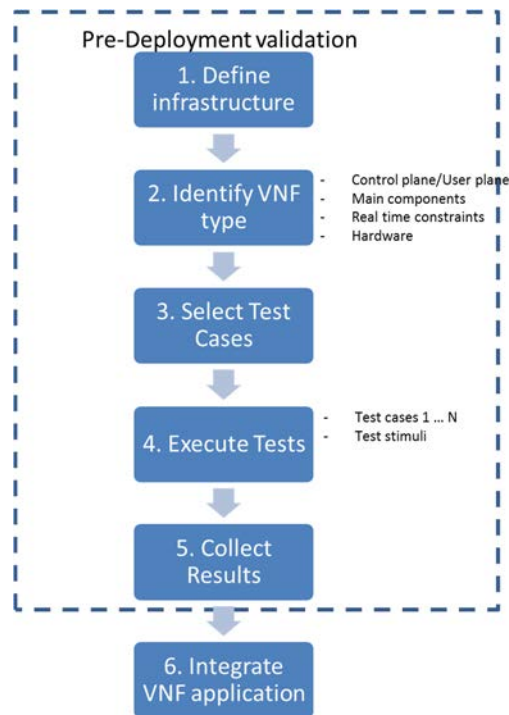 Pre-Deployment validation
1. Define
infrastructure
2. Identify VNF
type
- Control plane/User plane
- Main components
- Real time constraints
- Hardware
3. Select Test
Cases
4. Execute Tests
- Test cases 1 ... N
- Test stimuli
5. Collect
Results
6. Integrate
VNF application